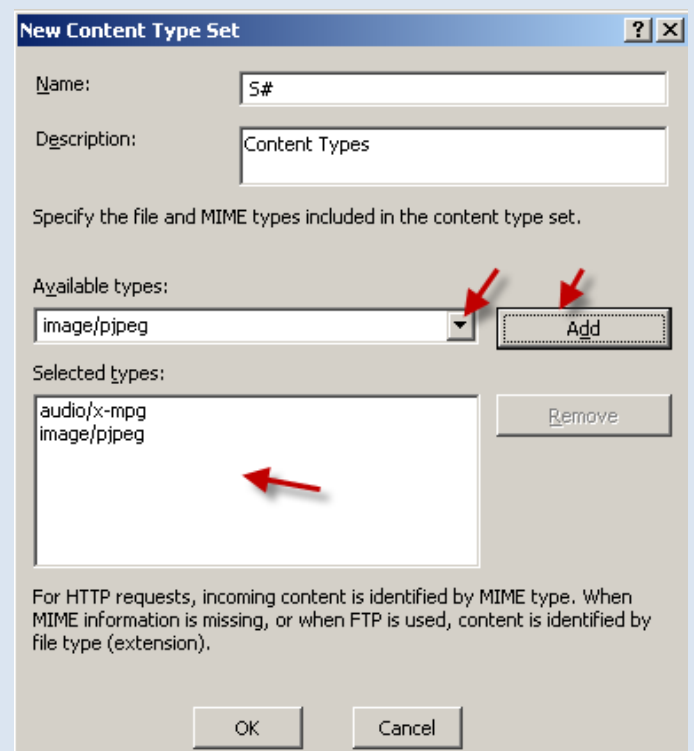 New Content Type Set
Name:
S#
Description:
Content Types
Specify the file and MIME types included in the content type set.
Available types:
image/pjpeg
Add
Selected types:
audio/x-mpg
image/pjpeg
Remove
For HTTP requests, incoming content is identified by MIME type. When
MIME information is missing, or when FTP is used, content is identified by
file type (extension).
OK
Cancel